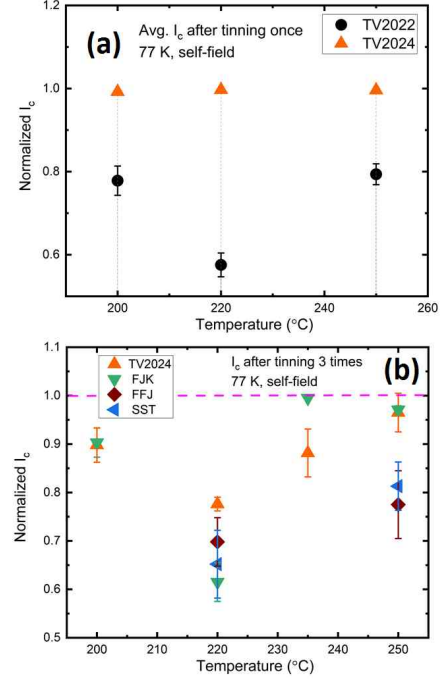 (a)
Avg. Ic after tinning once
77 K, self-field
TV2022
TV2024
Normalized Ic
1.2
1.0
0.8
0.6
200
220
240
260
Temperature (°C)
(b)
TV2024
FJK
FFJ
SST
Ic after tinning 3 times
77 K, self-field
Normalized Ic
1.1
1.0
0.9
0.8
0.7
0.6
0.5
200
210
220
230
240
250
Temperature (°C)